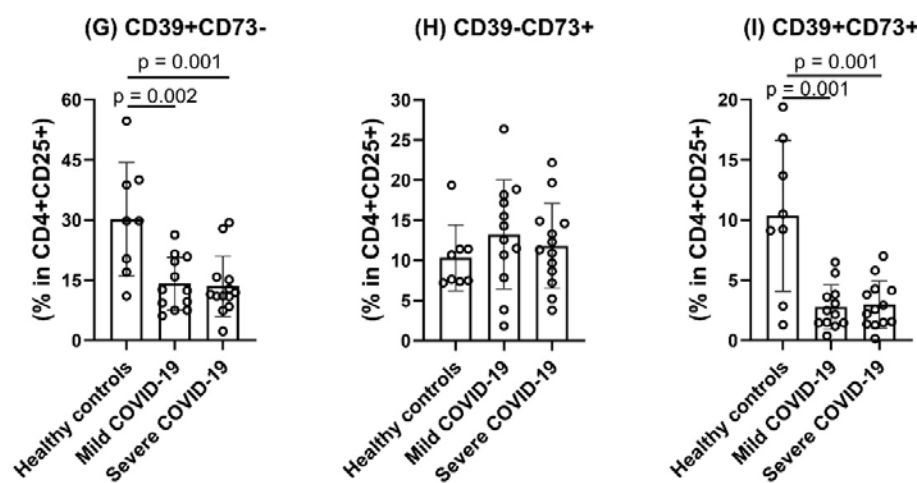 (G) CD39+CD73-
p = 0.001
p = 0.002
60
45
30
15
0
(% in CD4+CD25+)
Healthy controls
Mild COVID-19
Severe COVID-19
(H) CD39-CD73+
30
25
20
15
10
5
0
(% in CD4+CD25+)
Healthy controls
Mild COVID-19
Severe COVID-19
(I) CD39+CD73+
p = 0.001
p = 0.001
20
15
10
5
0
(% in CD4+CD25+)
Healthy controls
Mild COVID-19
Severe COVID-19